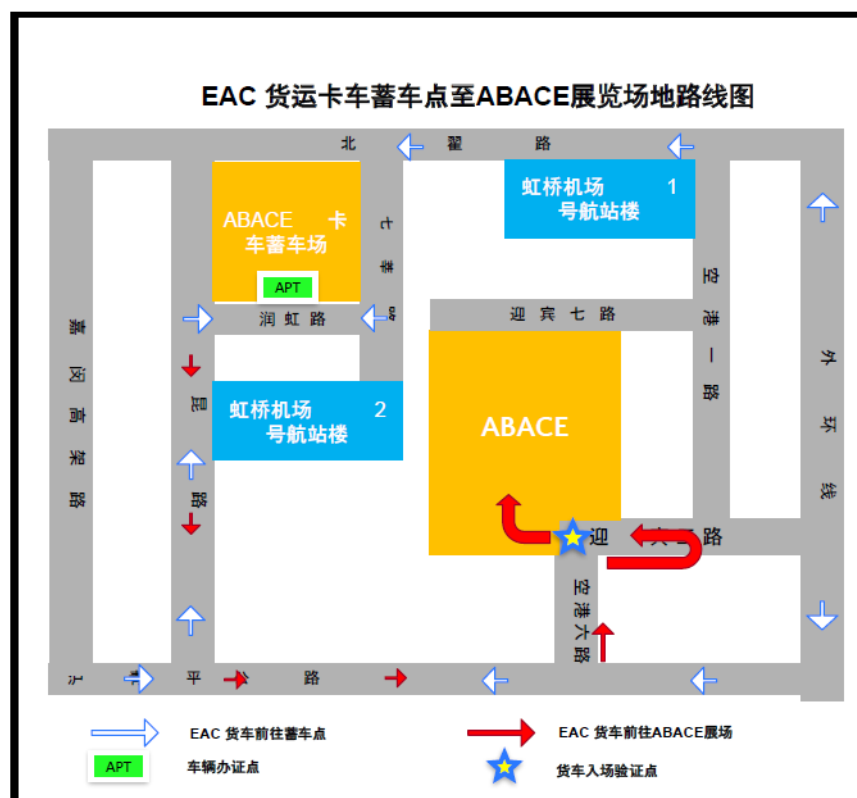 EAC 货运卡车蓄车点至ABACE展览场地路线图
北 翟 路
虹桥机场 1
号航站楼
ABACE 卡
车蓄车场
APT
七 莘
润 虹 路
迎 宾 七 路
空 港 一 路
嘉 闵 高 架 路
外 环 线
昆
路
虹桥机场 2
号航站楼
ABACE
迎 宾 三 路
空港六路
平 公 路
EAC 货车前往蓄车点
EAC 货车前往ABACE展场
APT
车辆办证点
货车入场验证点